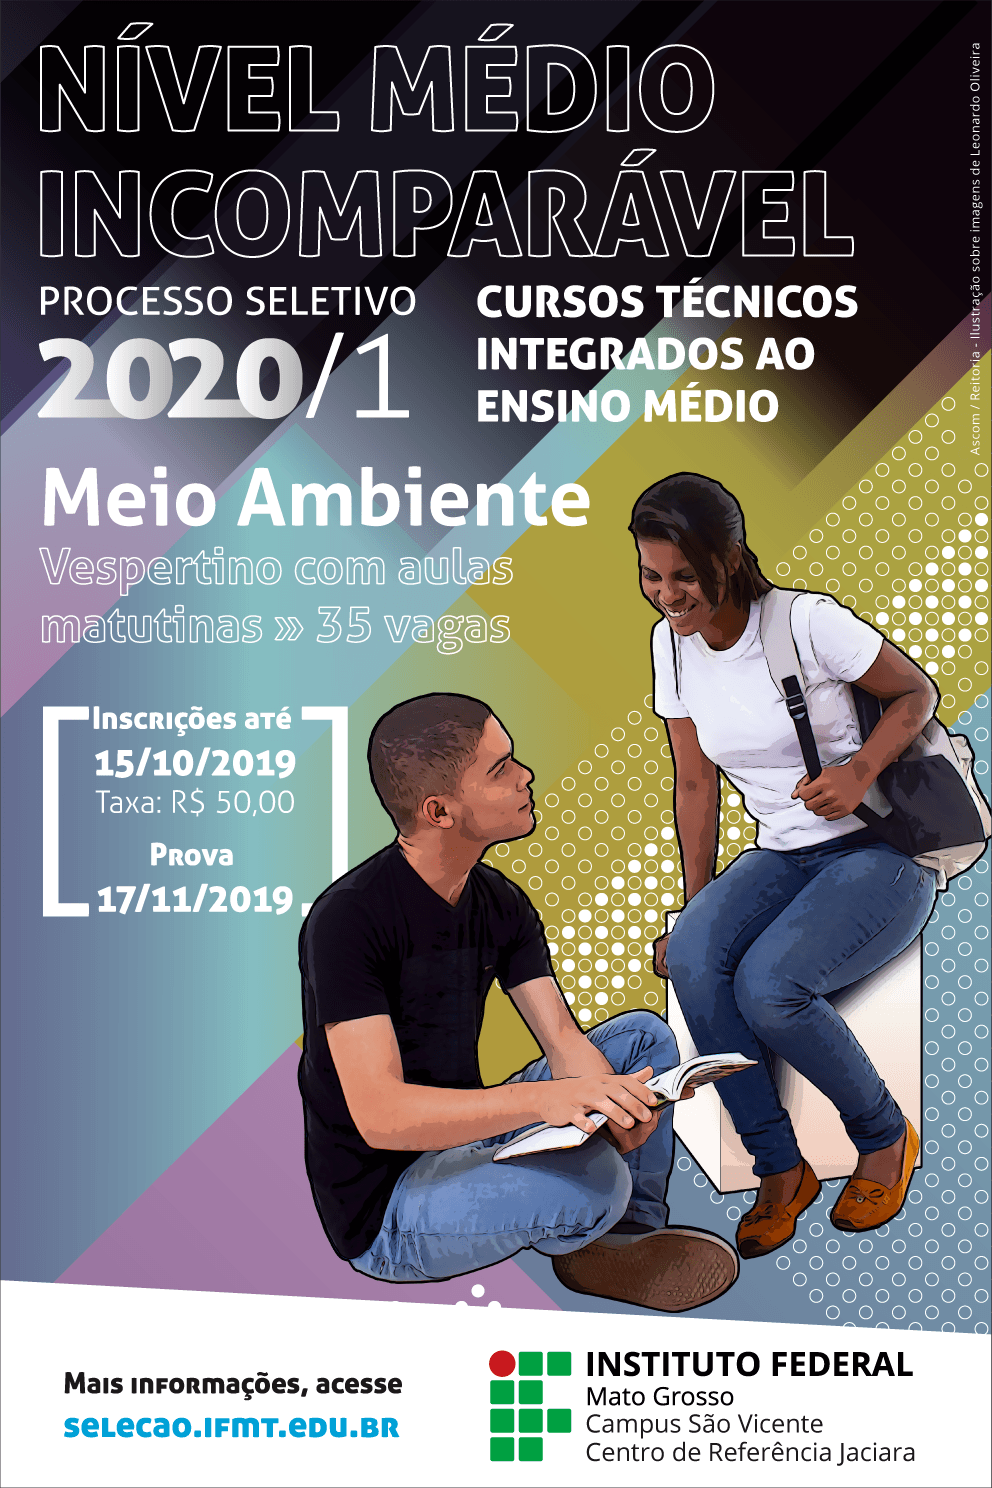 NÍVEL MÉDIO
INCOMPARÁVEL
PROCESSO SELETIVO
2020/1
CURSOS TÉCNICOS
INTEGRADOS AO
ENSINO MÉDIO
Meio Ambiente
Vespertino com aulas
matutinas » 35 vagas
Inscrições até
15/10/2019
Taxa: R$ 50,00
Prova
17/11/2019
Ascom / Reitoria - Ilustração sobre imagens de Leonardo Oliveira
Mais informações, acesse
selecao.ifmt.edu.br
INSTITUTO FEDERAL
Mato Grosso
Campus São Vicente
Centro de Referência Jaciara